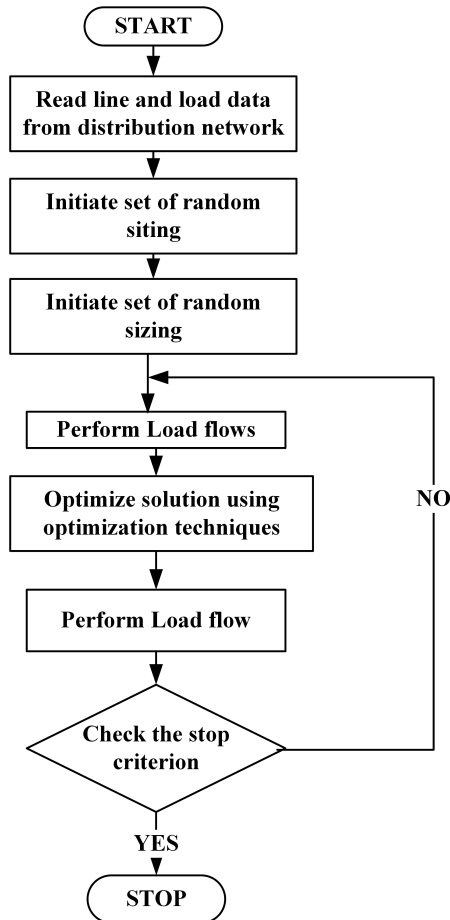 START
Read line and load data
from distribution network
Initiate set of random
siting
Initiate set of random
sizing
Perform Load flows
Optimize solution using
optimization techniques
NO
Perform Load flow
Check the stop
criterion
YES
STOP